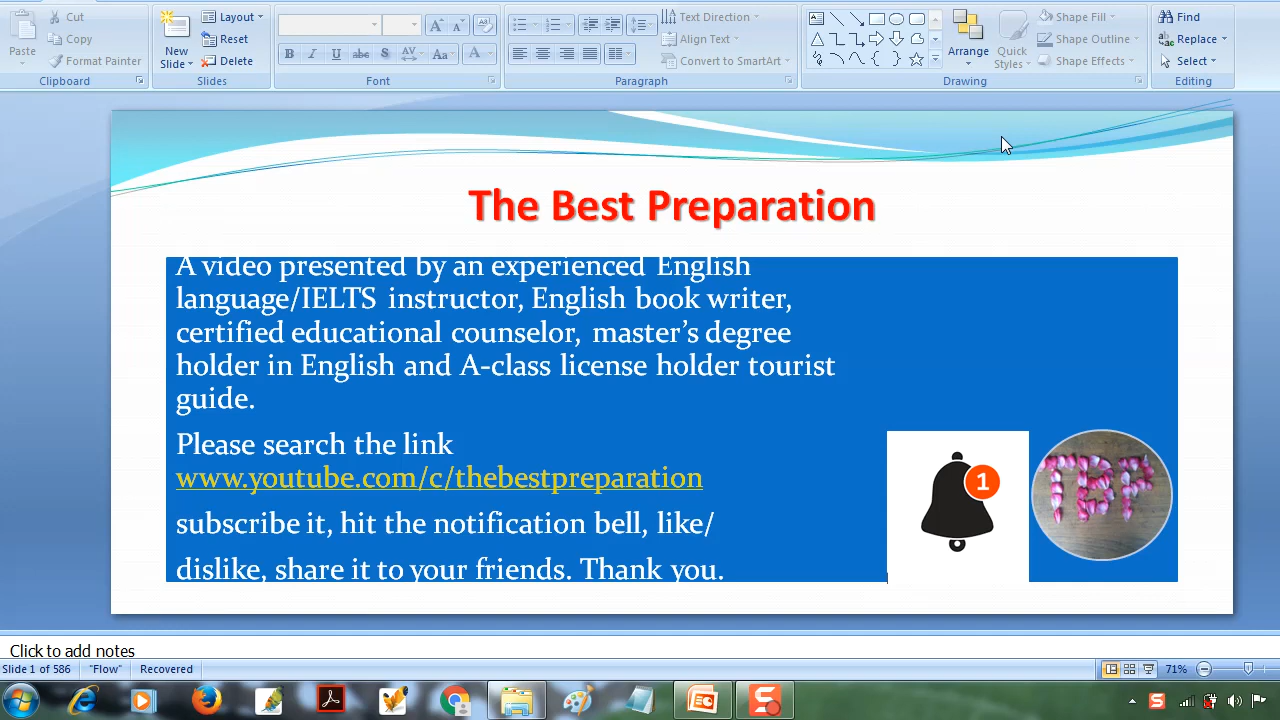 Cut
Copy
Format Painter
Paste
Clipboard
New
Slide
Layout
Reset
Delete
Slides
B I U abc S AV Aa A
Font
Text Direction
Align Text
Convert to SmartArt
Paragraph
Arrange
Quick
Styles
Shape Fill
Shape Outline
Shape Effects
Drawing
Find
Replace
Select
Editing
The Best Preparation
A video presented by an experienced English
language/IELTS instructor, English book writer,
certified educational counselor, master's degree
holder in English and A-class license holder tourist
guide.
Please search the link
www.youtube.com/c/thebestpreparation
subscribe it, hit the notification bell, like/
dislike, share it to your friends. Thank you.
1
TBP
Click to add notes
Slide 1 of 586
"Flow"
Recovered
71%